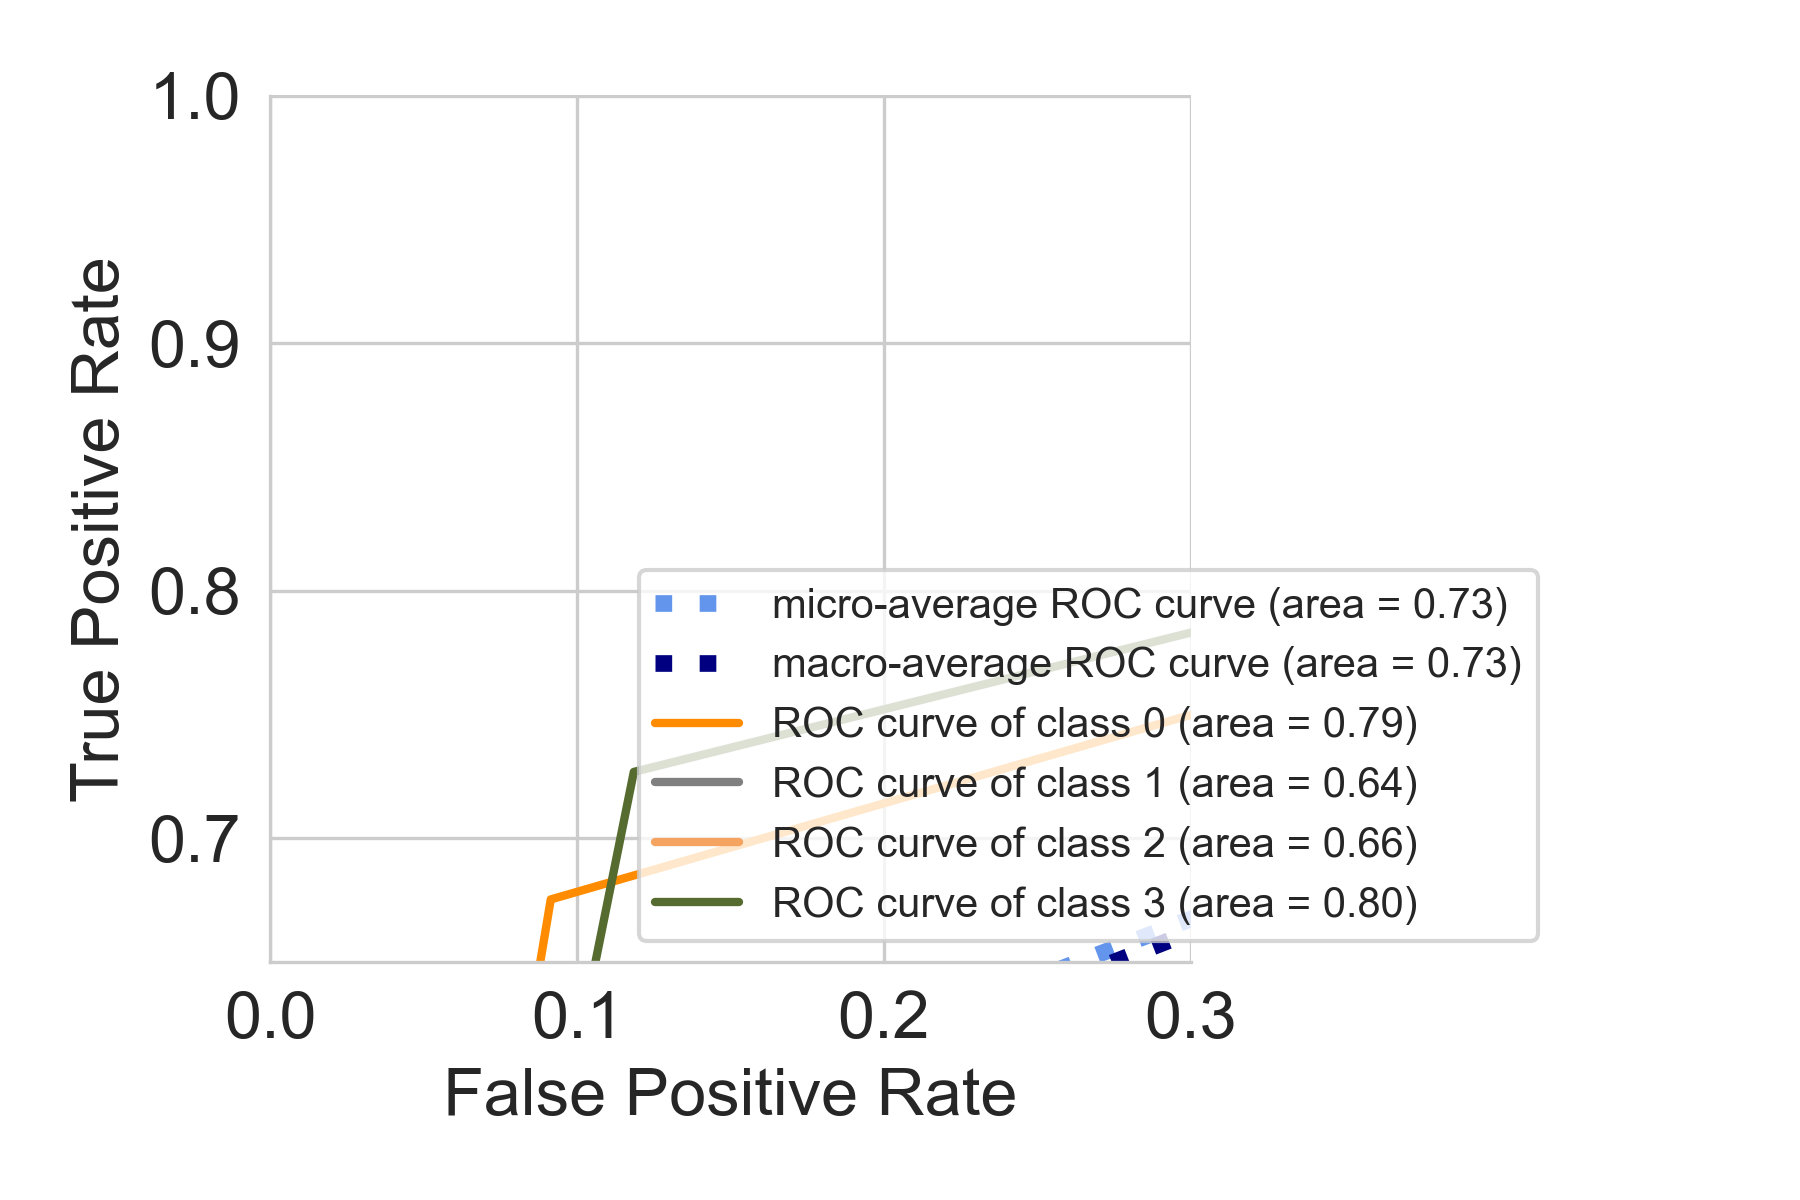 1.0
0.9
0.8
0.7
True Positive Rate
micro-average ROC curve (area = 0.73)
macro-average ROC curve (area = 0.73)
ROC curve of class 0 (area = 0.79)
ROC curve of class 1 (area = 0.64)
ROC curve of class 2 (area = 0.66)
ROC curve of class 3 (area = 0.80)
0.0 0.1 0.2 0.3
False Positive Rate